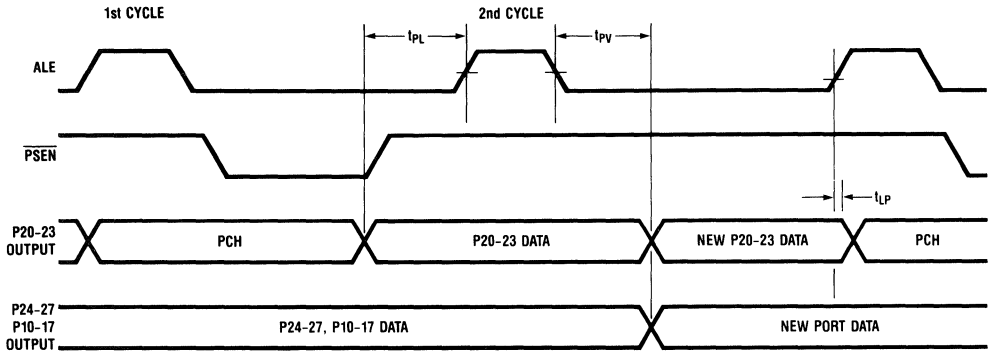 1st CYCLE
2nd CYCLE
tPL
tPV
ALE
PSEN
tLP
P20-23
OUTPUT
PCH
P20-23 DATA
NEW P20-23 DATA
PCH
P24-27
P10-17
OUTPUT
P24-27, P10-17 DATA
NEW PORT DATA